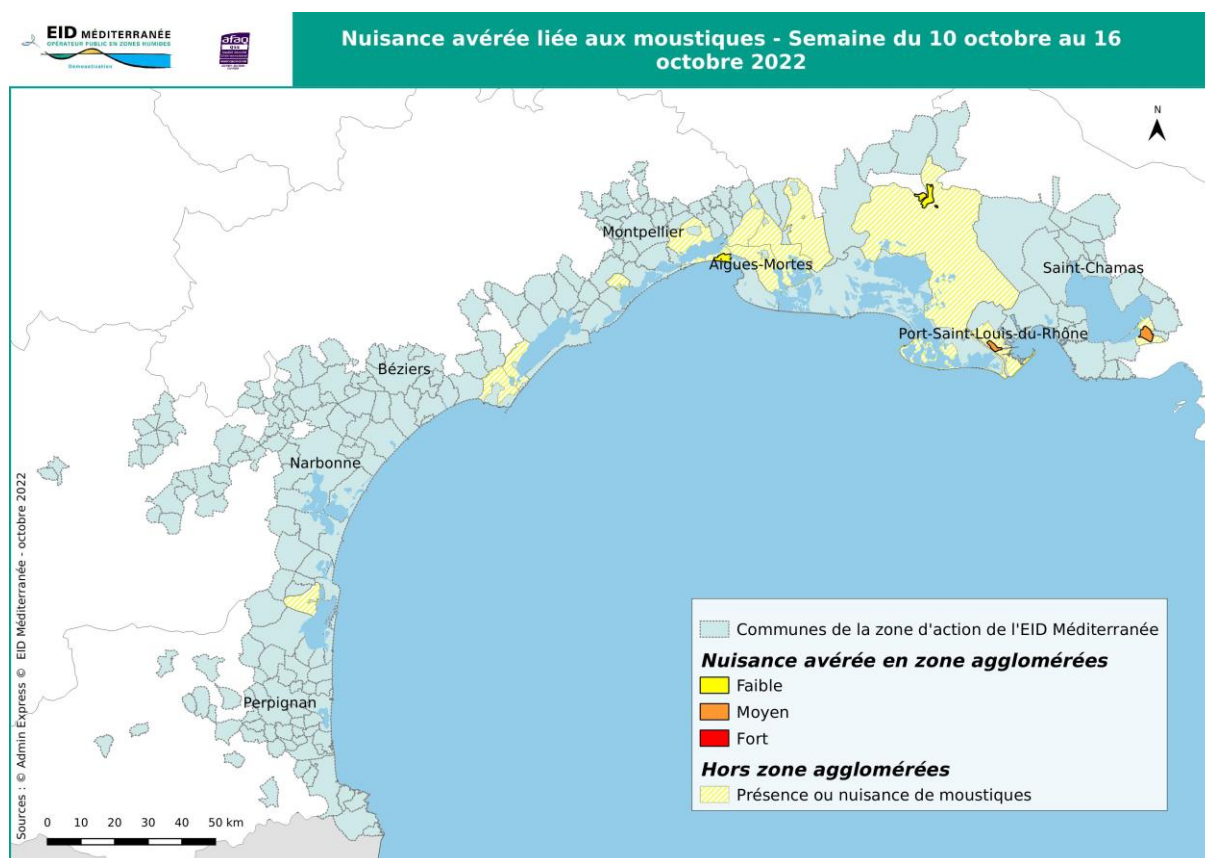 EID MÉDITERRANÉE
OPÉRATEUR PUBLIC EN ZONES HUMIDES
Démoustication
afaq
Nuisance avérée liée aux moustiques - Semaine du 10 octobre au 16
octobre 2022
N
Montpellier
Aigues-Mortes
Saint-Chamas
Port-Saint-Louis-du-Rhône
Béziers
Narbonne
Perpignan
Communes de la zone d'action de l'EID Méditerranée
Nuisance avérée en zone agglomérées
Faible
Moyen
Fort
Hors zone agglomérées
Présence ou nuisance de moustiques
0 10 20 30 40 50 km
Sources : © Admin Express © EID Méditerranée - octobre 2022